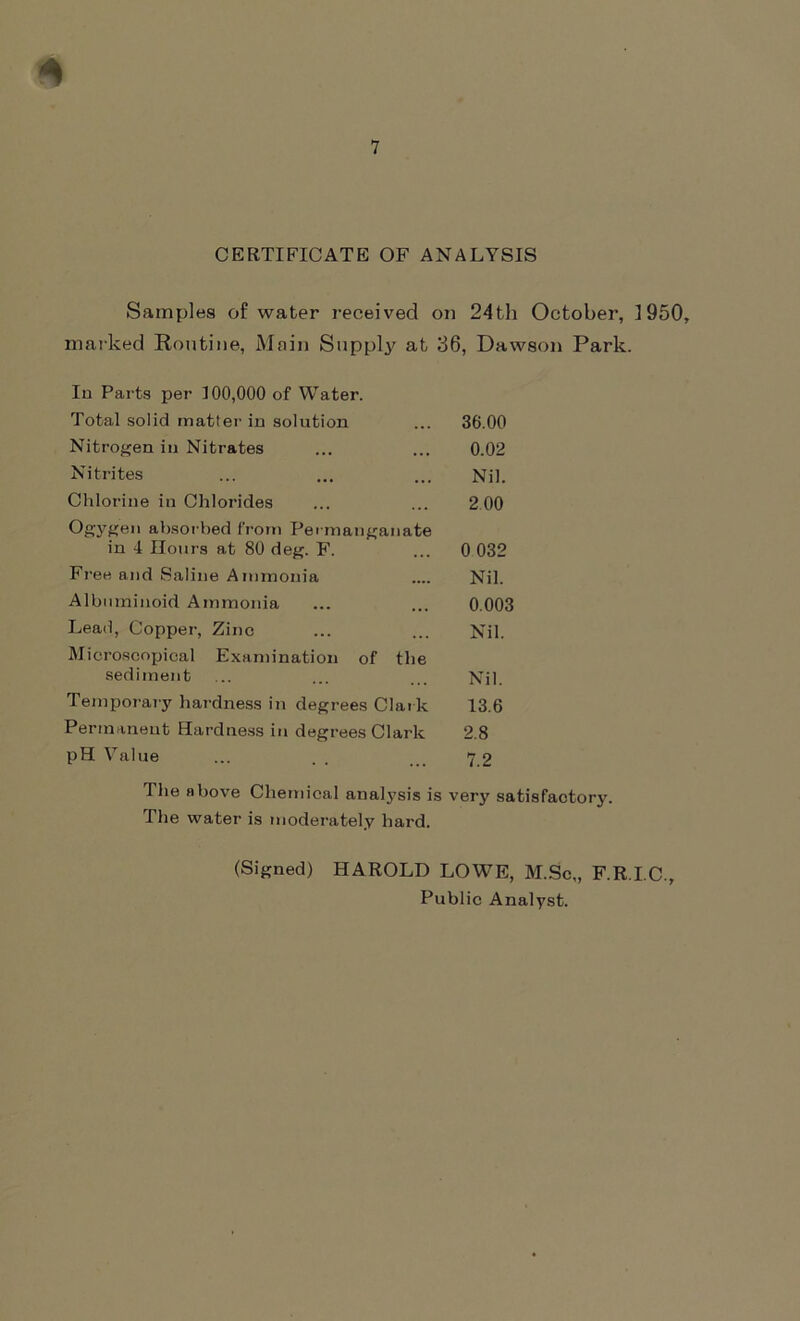 7
CERTIFICATE OF ANALYSIS
Samples of water received on 24th October, 1950,
marked Routine, Main Supply at 36, Dawson Park.
In Parts per 100,000 of Water.
Total solid matter in solution ... 36.00
Nitrogen in Nitrates ... ... 0.02
Nitrites ... ... ... Nil.
Chlorine in Chlorides ... ... 2.00
Ogygen absorbed from Permanganate
in 4 Hours at 80 deg. F. ... 0 032
Free and Saline Ammonia .... Nil.
Albuminoid Ammonia ... ... 0.003
Lead, Copper, Zinc ... ... Nil.
Microscopical Examination of the
sediment ... ... ... Nil.
Temporary hardness in degrees Clark 13.6
Permanent Hardness in degrees Clark 2.8
pH Value ... . . ... 7.2
The above Chemical analysis is very satisfactory.
The water is moderately hard.
(Signed) HAROLD LOWE, M.Sc,, F.R.I.C.,
Public Analyst.